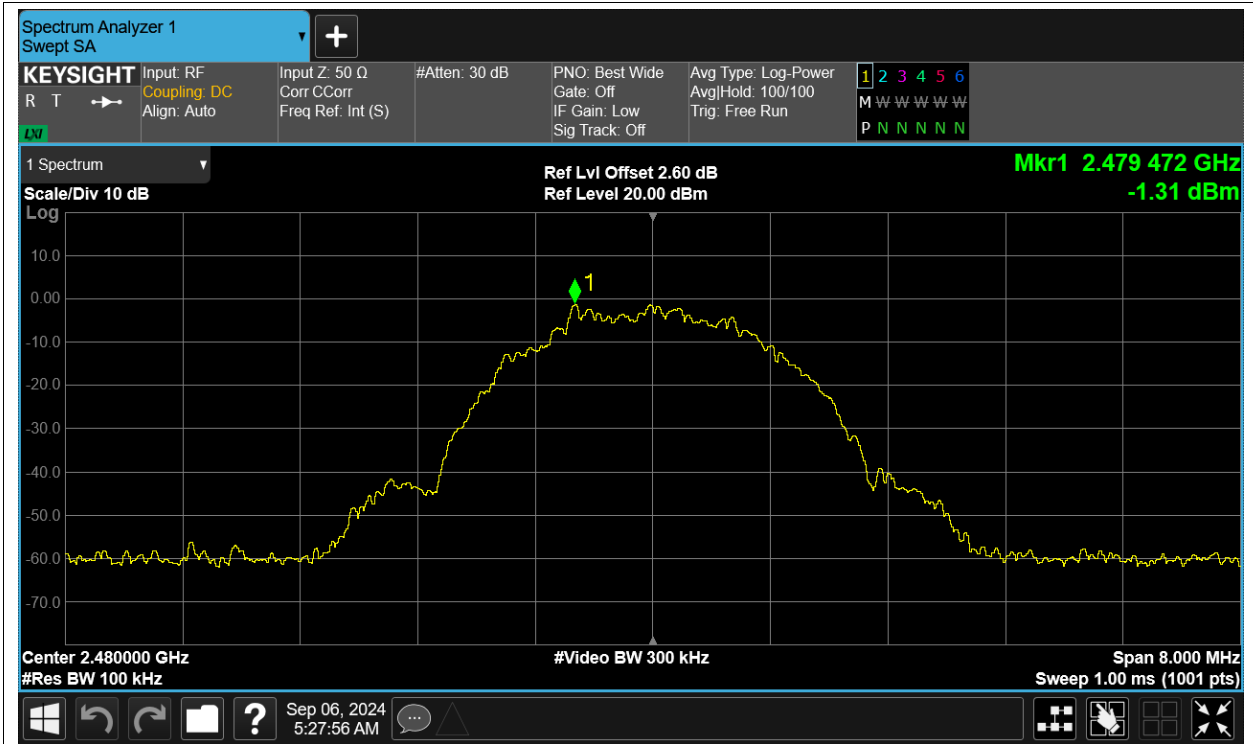 Spectrum Analyzer 1
Swept SA
+
KEYSIGHT
R T
LXI
Input: RF
Coupling: DC
Align: Auto
Input Z: 50 Ω
Corr CCorr
Freq Ref: Int (S)
#Atten: 30 dB
PNO: Best Wide
Gate: Off
IF Gain: Low
Sig Track: Off
Avg Type: Log-Power
Avg|Hold: 100/100
Trig: Free Run
1 2 3 4 5 6
M W W W W W
P N N N N N
1 Spectrum
Scale/Div 10 dB
Log
Ref Lvl Offset 2.60 dB
Ref Level 20.00 dBm
Mkr1 2.479 472 GHz
-1.31 dBm
10.0
0.00
-10.0
-20.0
-30.0
-40.0
-50.0
-60.0
-70.0
1
Center 2.480000 GHz
#Res BW 100 kHz
#Video BW 300 kHz
Span 8.000 MHz
Sweep 1.00 ms (1001 pts)
?
Sep 06, 2024
5:27:56 AM